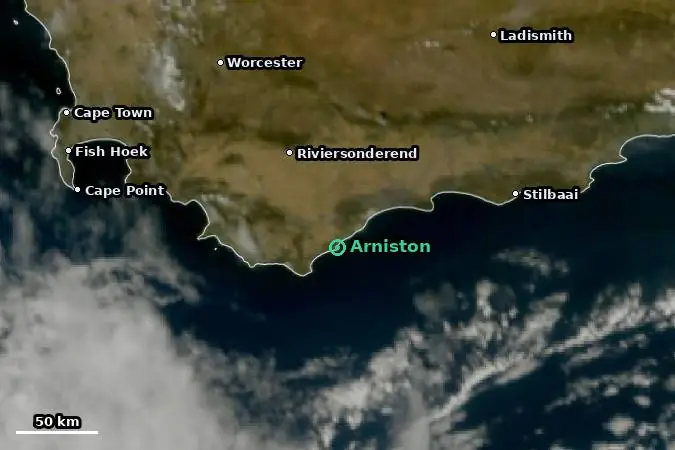 Ladismith
Worcester
Cape Town
Fish Hoek
Riviersonderend
Cape Point
Stilbaai
Arniston
50 km